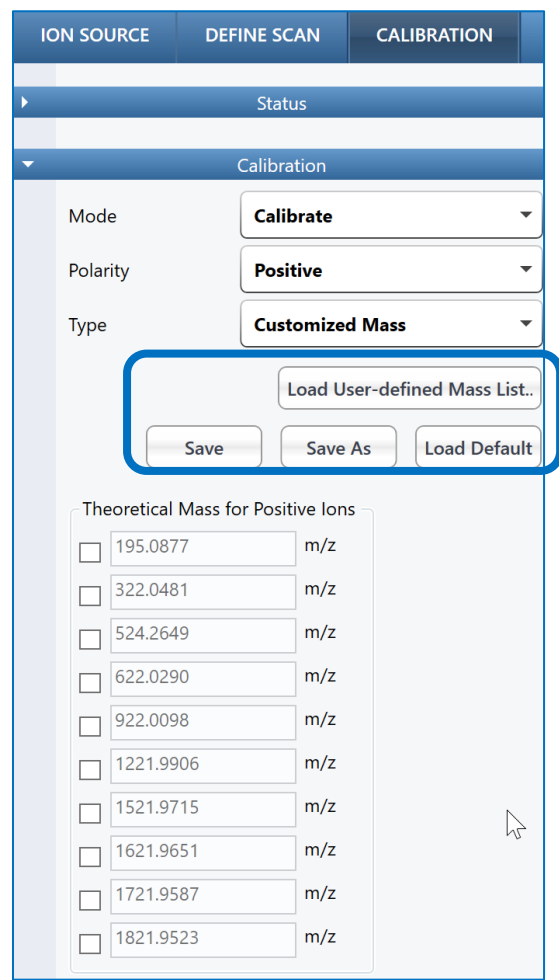 ION SOURCE DEFINE SCAN CALIBRATION
Status
Calibration
Mode Calibrate
Polarity Positive
Type Customized Mass
Load User-defined Mass List..
Save Save As Load Default
Theoretical Mass for Positive Ions
195.0877 m/z
322.0481 m/z
524.2649 m/z
622.0290 m/z
922.0098 m/z
1221.9906 m/z
1521.9715 m/z
1621.9651 m/z
1721.9587 m/z
1821.9523 m/z